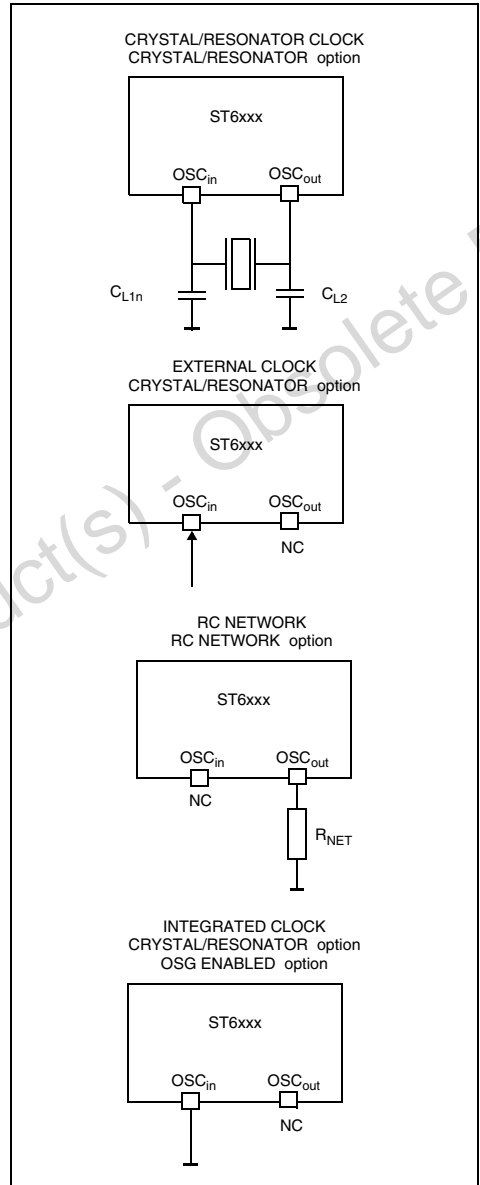 CRYSTAL/RESONATOR CLOCK
CRYSTAL/RESONATOR option
ST6xxx
OSCin OSCout
CL1n CL2
EXTERNAL CLOCK
CRYSTAL/RESONATOR option
ST6xxx
OSCin OSCout
NC
RC NETWORK
RC NETWORK option
ST6xxx
OSCin OSCout
NC
RNET
INTEGRATED CLOCK
CRYSTAL/RESONATOR option
OSG ENABLED option
ST6xxx
OSCin OSCout
NC
uct(s) - Obsolete